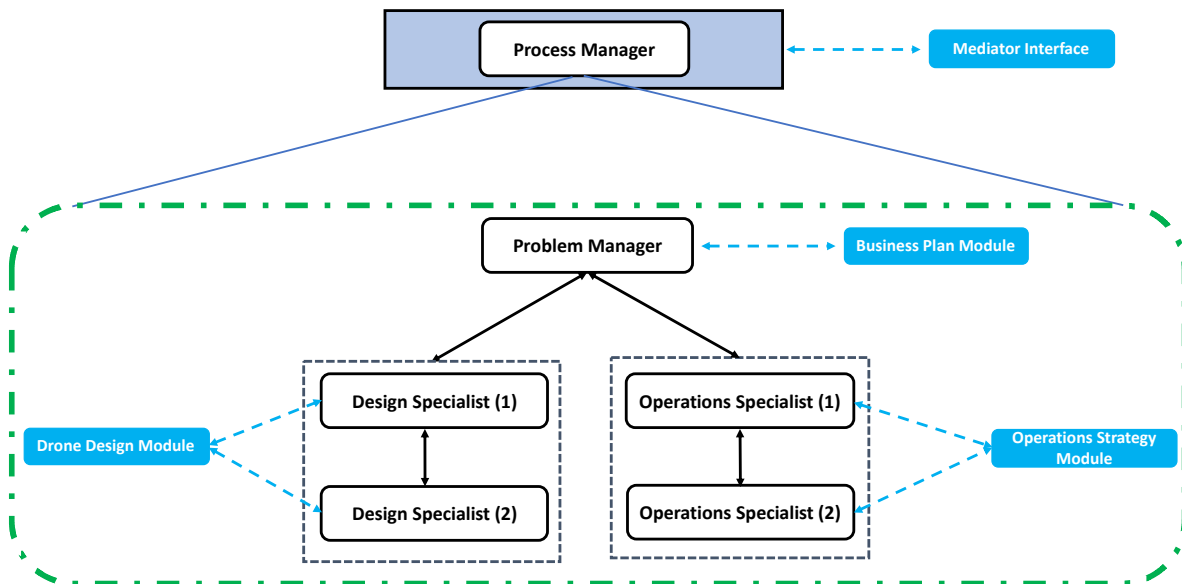 Process Manager
Mediator Interface
Problem Manager
Business Plan Module
Design Specialist (1)
Operations Specialist (1)
Drone Design Module
Operations Strategy
Module
Design Specialist (2)
Operations Specialist (2)